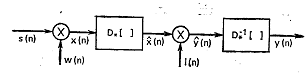 s(n) X x(n) D*[ ] x̂(n) X ŷ(n) D*⁻¹[ ] y(n)
w(n) l(n)